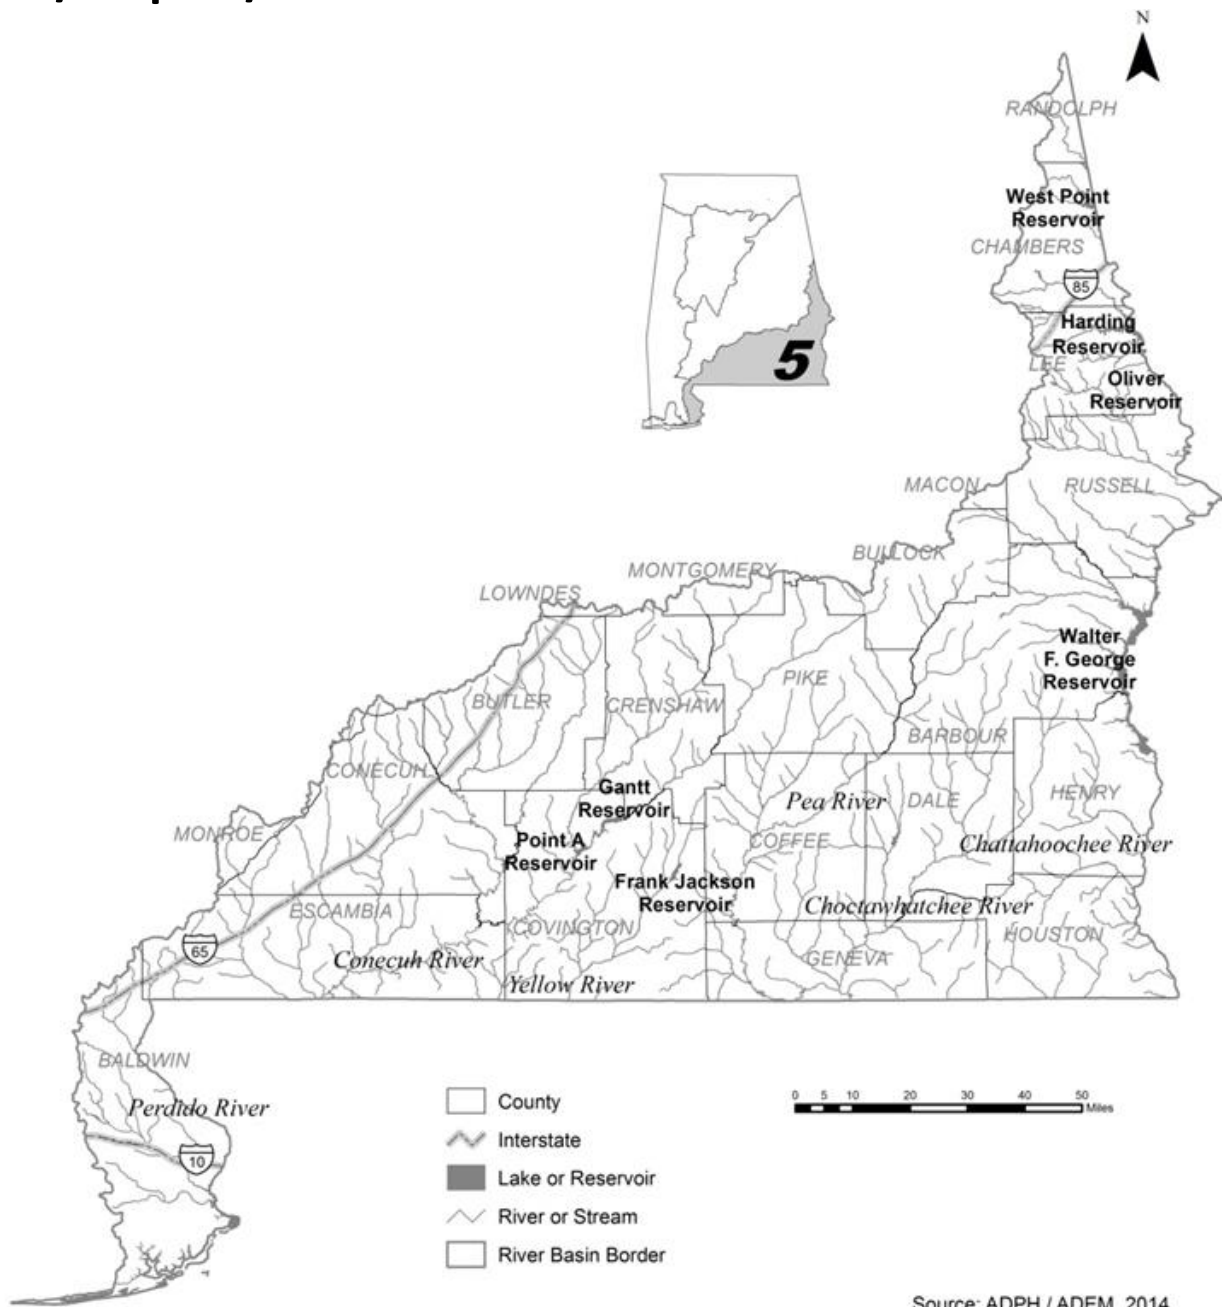 N
RANDOLPH
West Point
Reservoir
CHAMBERS
85
Harding
Reservoir
LEE
Oliver
Reservoir
5
MACON
RUSSELL
BULLOCK
MONTGOMERY
LOWNDES
Walter
F. George
Reservoir
PIKE
BUTLER
CRENSHAW
BARBOUR
CONECUH
Gantt
Reservoir
Pea River
DALE
HENRY
MONROE
Point A
Reservoir
COFFEE
Chattahoochee River
Frank Jackson
Reservoir
ESCAMBIA
Choctawhatchee River
COVINGTON
HOUSTON
65
Conecuh River
GENEVA
Yellow River
BALDWIN
Perdido River
10
County
Interstate
Lake or Reservoir
River or Stream
River Basin Border
0 5 10 20 30 40 50
Miles
Source: ADPH / ADEM, 2014